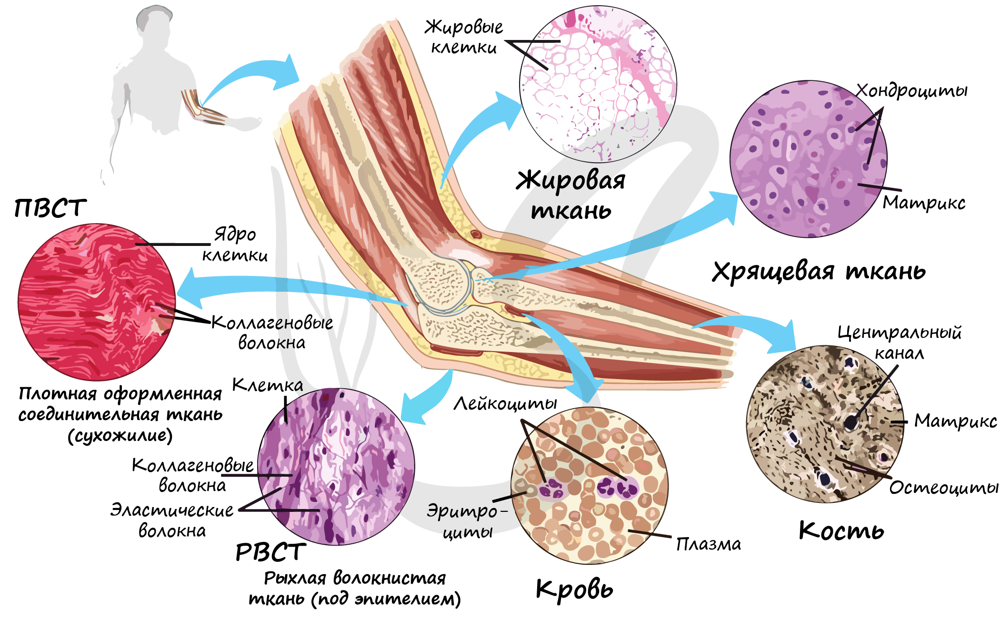 Жировые
клетки
Жировая
ткань
Хондроциты
Матрикс
Хрящевая ткань
ПВСТ
Ядро
клетки
Коллагеновые
волокна
Плотная оформленная
соединительная ткань
(сухожилие)
Клетка
Коллагеновые
волокна
Эластические
волокна
РВСТ
Рыхлая волокнистая
ткань (под эпителием)
Лейкоциты
Эритро-
циты
Плазма
Кровь
Центральный
канал
Матрикс
Остеоциты
Кость